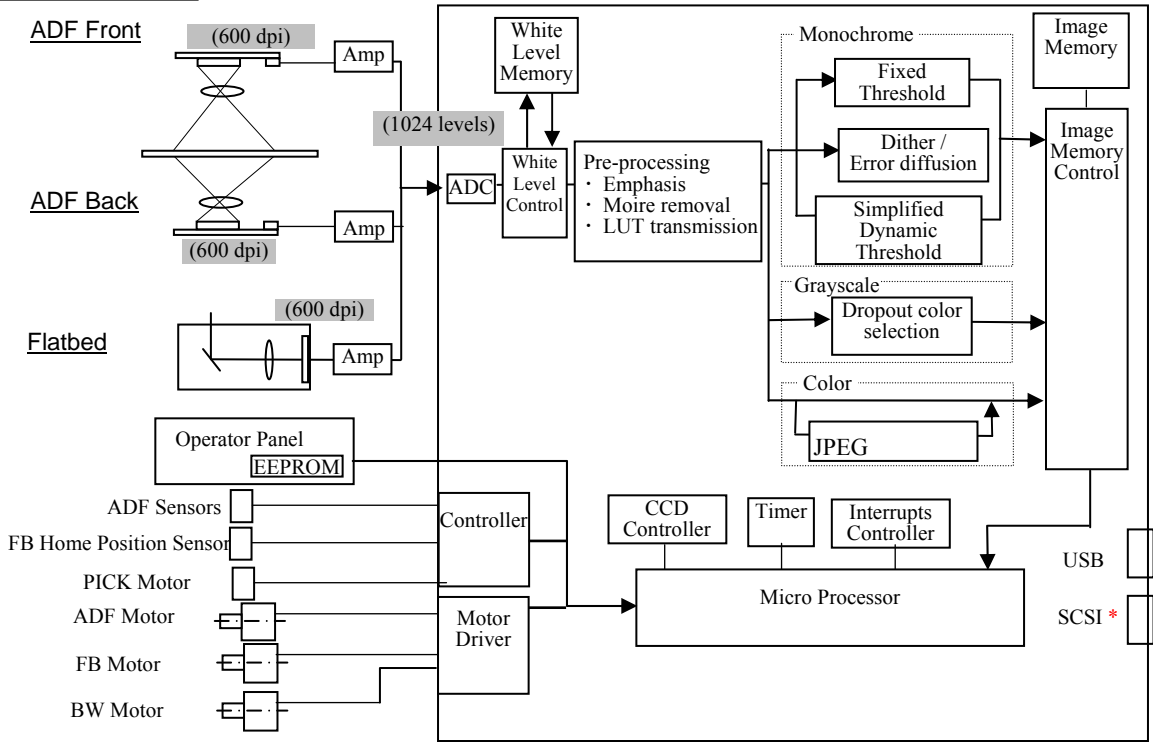 ADF Front
(600 dpi)
Amp
ADF Back
(600 dpi)
Amp
Flatbed
(600 dpi)
Amp
(1024 levels)
ADC
White
Level
Memory
White
Level
Control
Pre-processing
・ Emphasis
・ Moire removal
・ LUT transmission
Monochrome
Fixed
Threshold
Dither /
Error diffusion
Simplified
Dynamic
Threshold
Grayscale
Dropout color
selection
Color
JPEG
Image
Memory
Image
Memory
Control
Operator Panel
EEPROM
ADF Sensors
FB Home Position Sensor
PICK Motor
ADF Motor
FB Motor
BW Motor
Controller
Motor
Driver
CCD
Controller
Timer
Interrupts
Controller
Micro Processor
USB
SCSI *